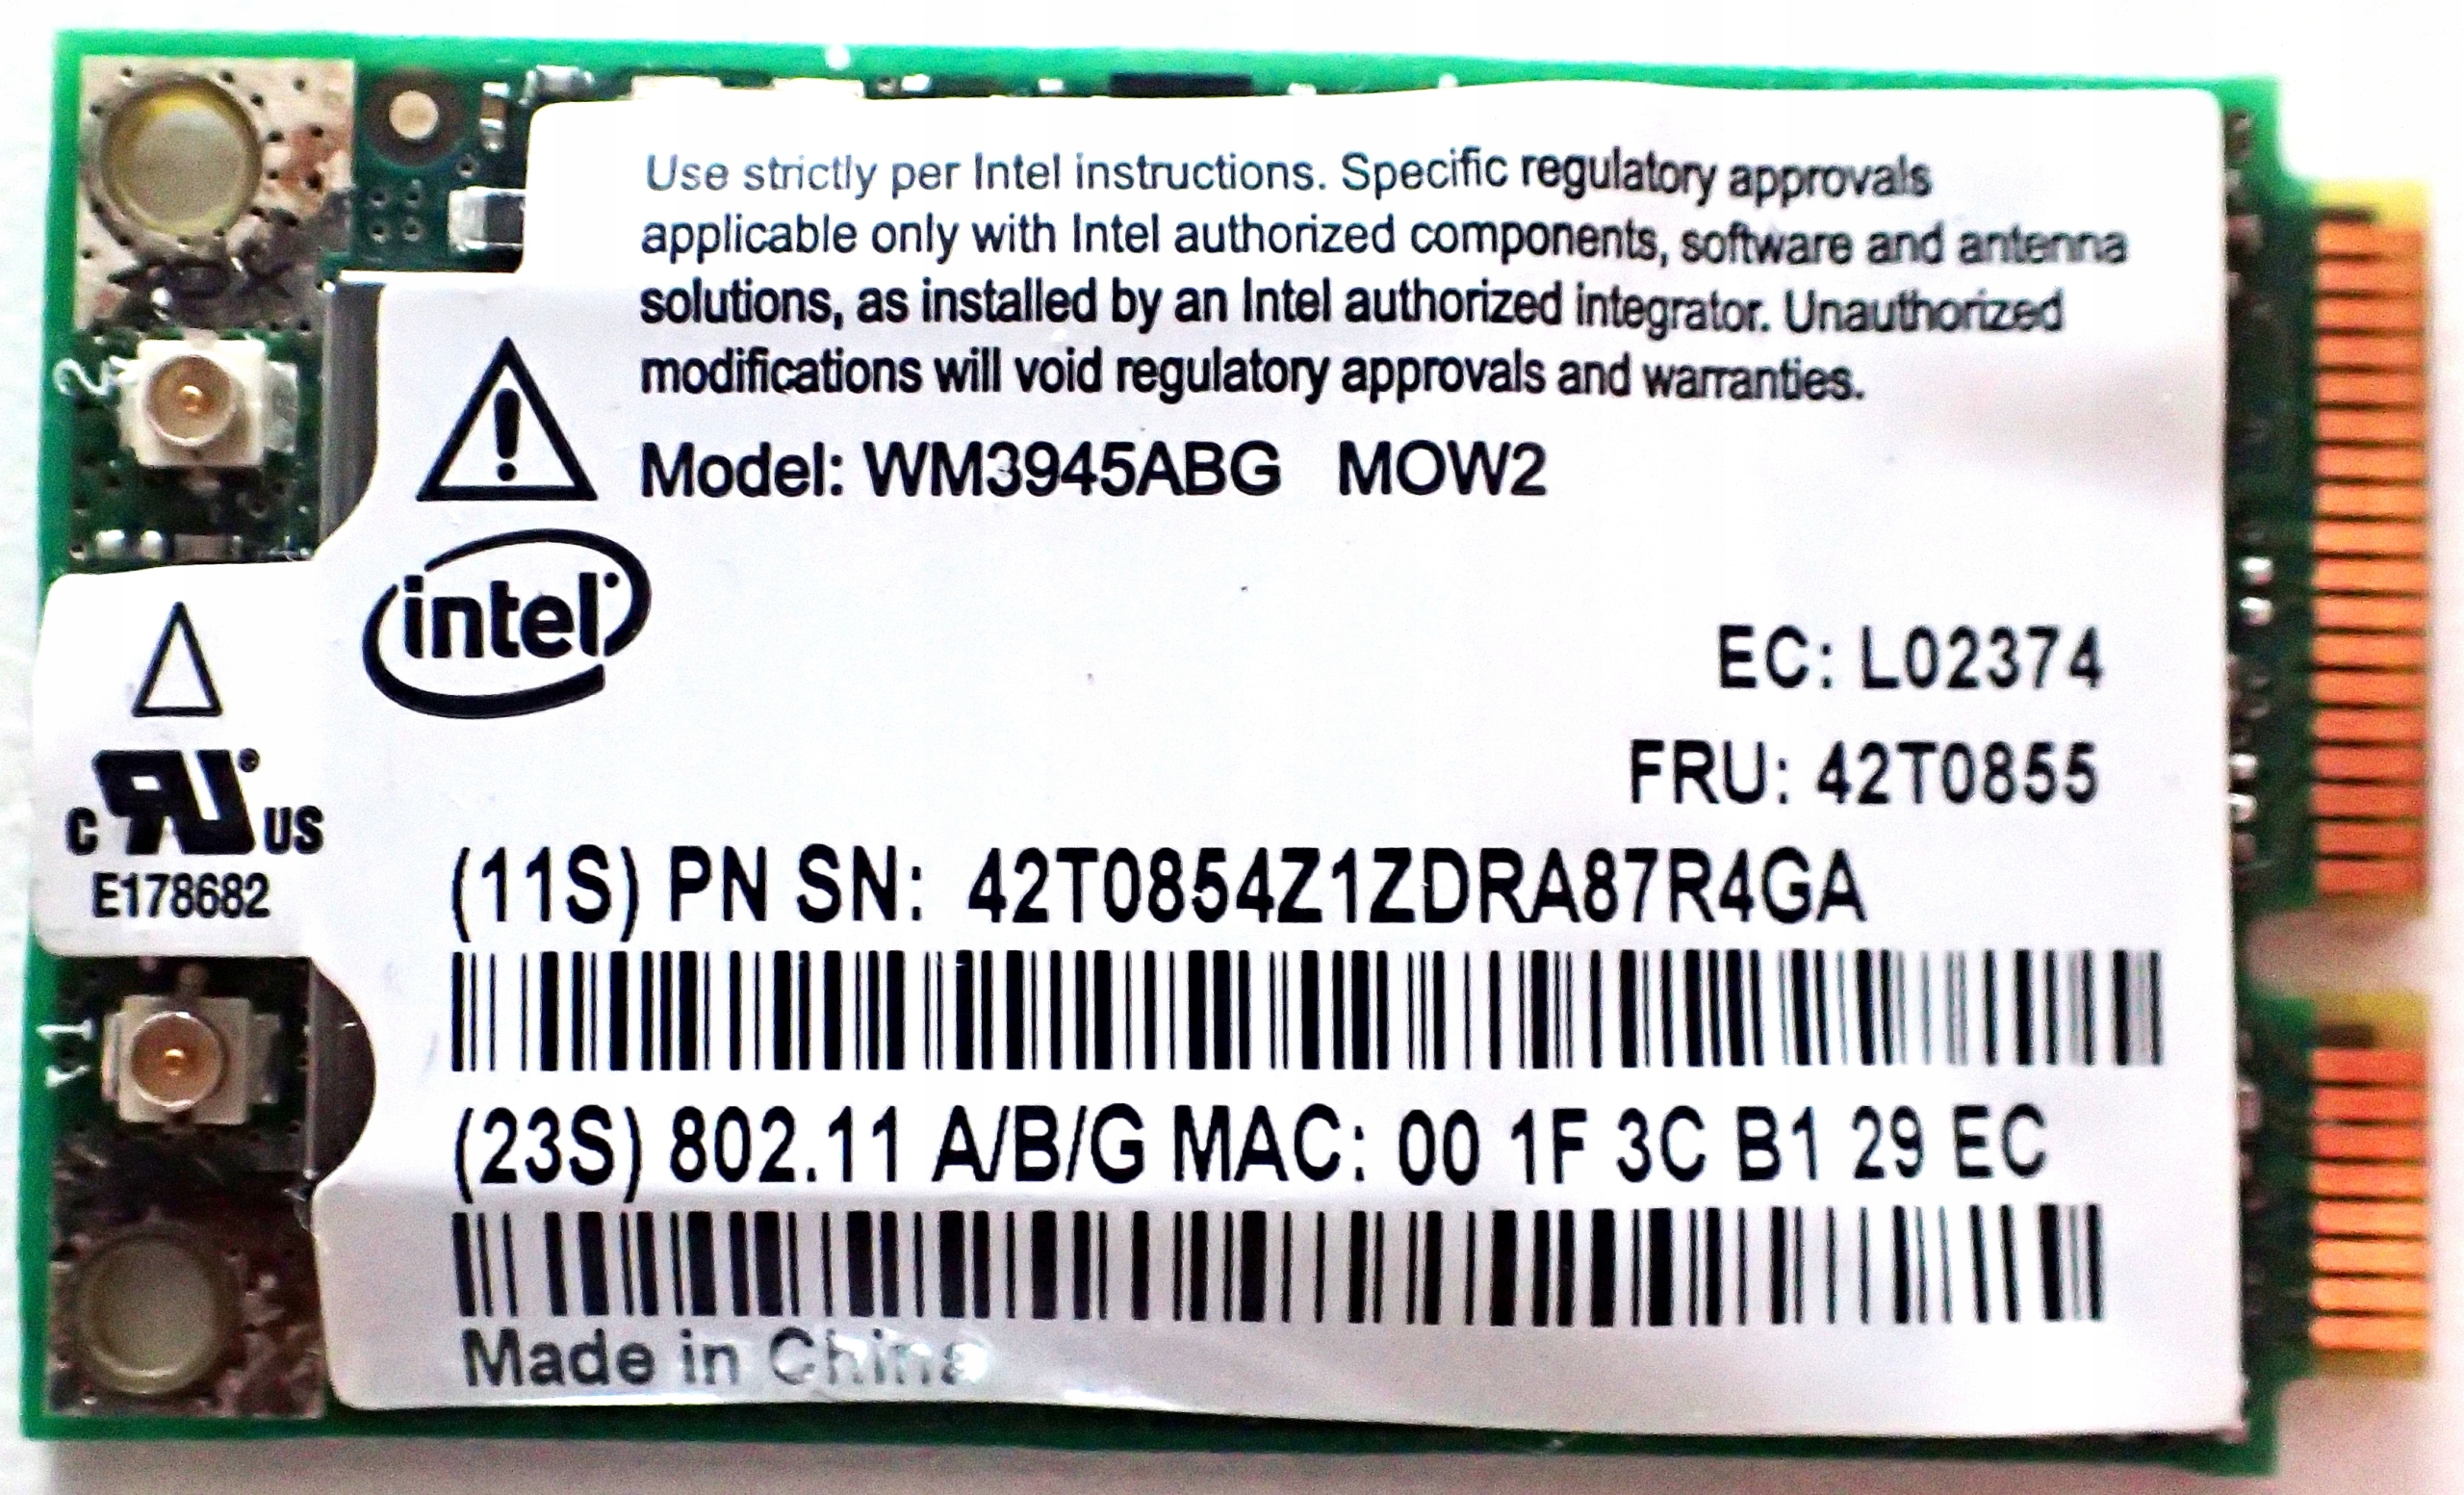 Use strictly per Intel instructions. Specific regulatory approvals
applicable only with Intel authorized components, software and antenna
solutions, as installed by an Intel authorized integrator. Unauthorized
modifications will void regulatory approvals and warranties.
!
Model: WM3945ABG MOW2
2
intel
EC: L02374
FRU: 42T0855
c RU® US
E178682
(11S) PN SN: 42T0854Z1ZDRA87R4GA
1
(23S) 802.11 A/B/G MAC: 00 1F 3C B1 29 EC
Made in China